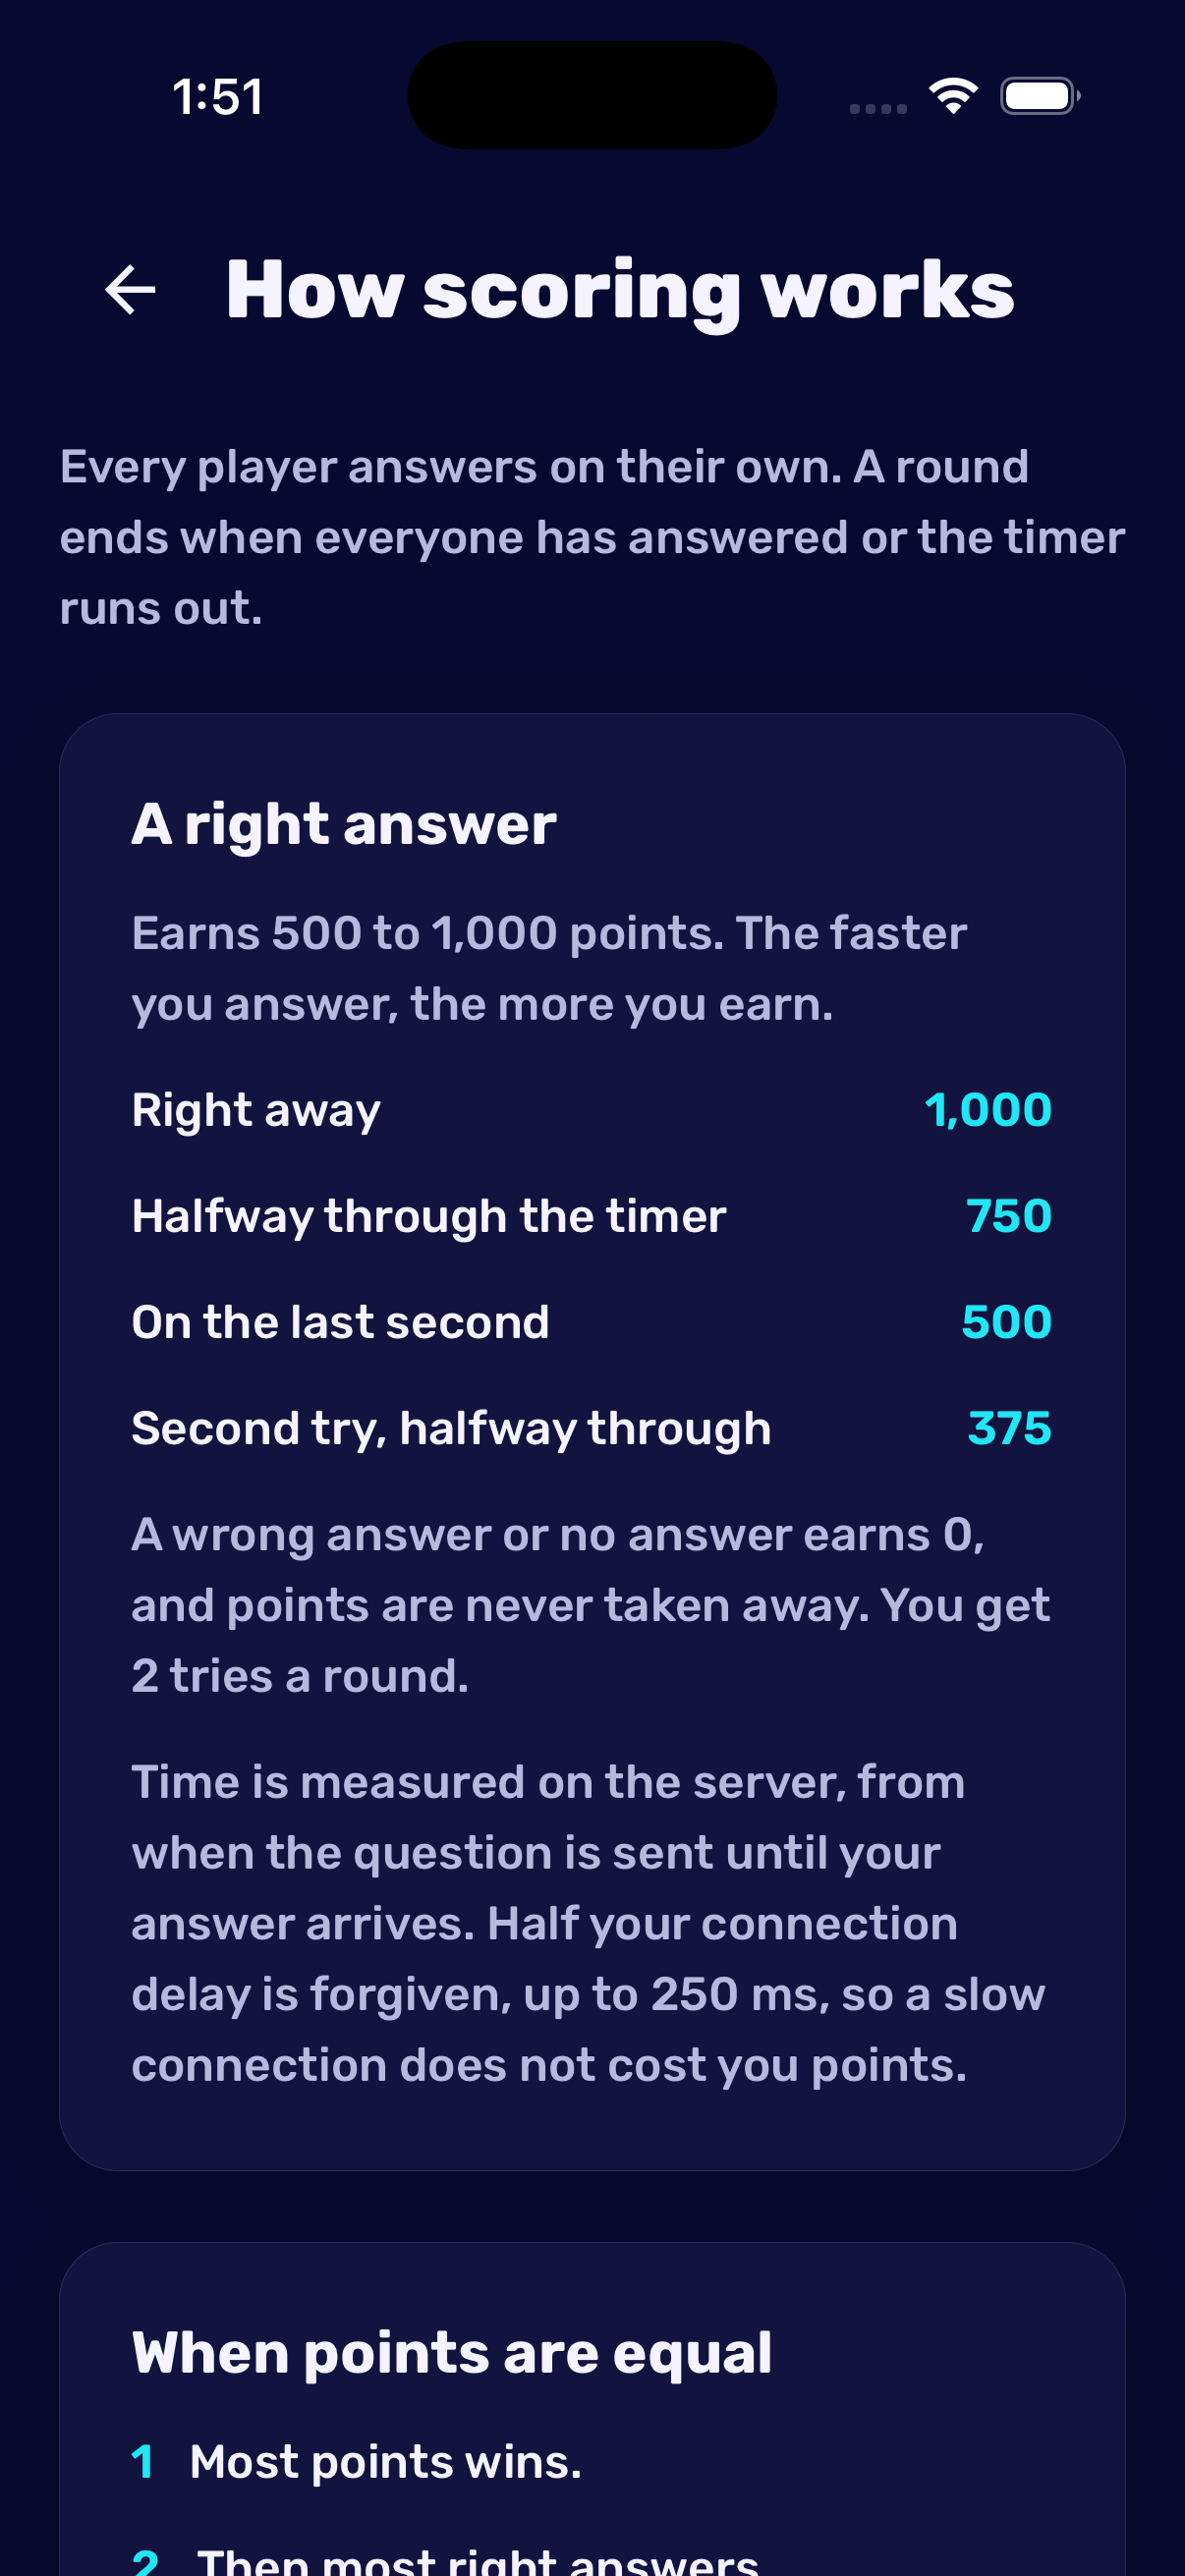 1:51
How scoring works
Every player answers on their own. A round
ends when everyone has answered or the timer
runs out.
A right answer
Earns 500 to 1,000 points. The faster
you answer, the more you earn.
Right away 1,000
Halfway through the timer 750
On the last second 500
Second try, halfway through 375
A wrong answer or no answer earns 0,
and points are never taken away. You get
2 tries a round.
Time is measured on the server, from
when the question is sent until your
answer arrives. Half your connection
delay is forgiven, up to 250 ms, so a slow
connection does not cost you points.
When points are equal
1 Most points wins.
2 Then most right answers